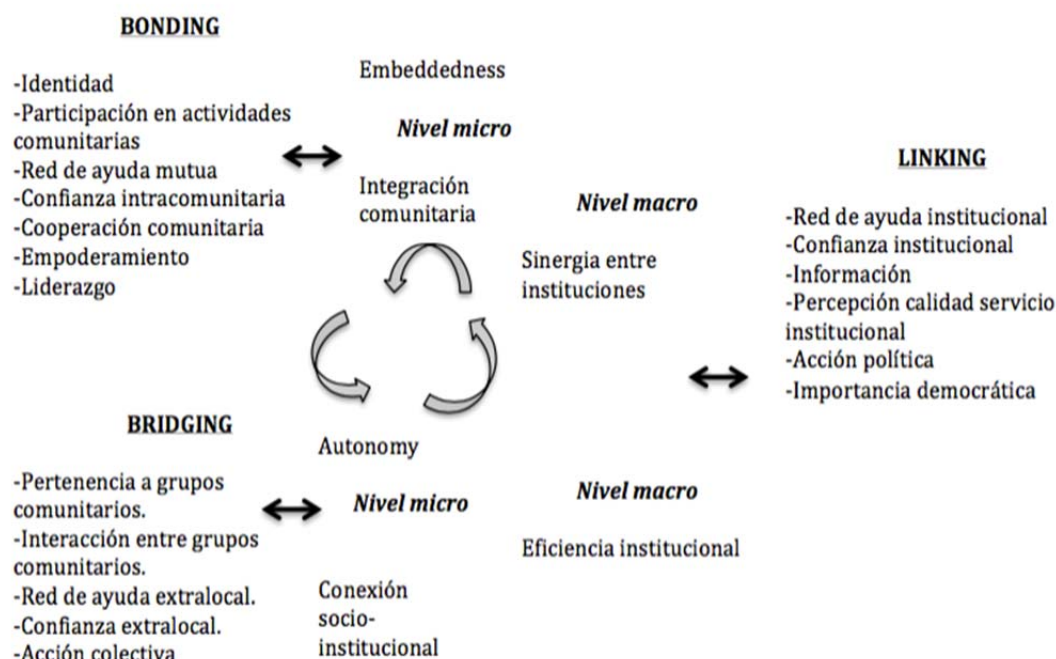 BONDING
-Identidad
-Participación en actividades
comunitarias
-Red de ayuda mutua
-Confianza intracomunitaria
-Cooperación comunitaria
-Empoderamiento
-Liderazgo
Embeddedness
Nivel micro
Integración
comunitaria
Nivel macro
Sinergia entre
instituciones
LINKING
-Red de ayuda institucional
-Confianza institucional
-Información
-Percepción calidad servicio
institucional
-Acción política
-Importancia democrática
BRIDGING
-Pertenencia a grupos
comunitarios.
-Interacción entre grupos
comunitarios.
-Red de ayuda extralocal.
-Confianza extralocal.
-Acción colectiva
Autonomy
Nivel micro
Conexión
socio-
institucional
Nivel macro
Eficiencia institucional